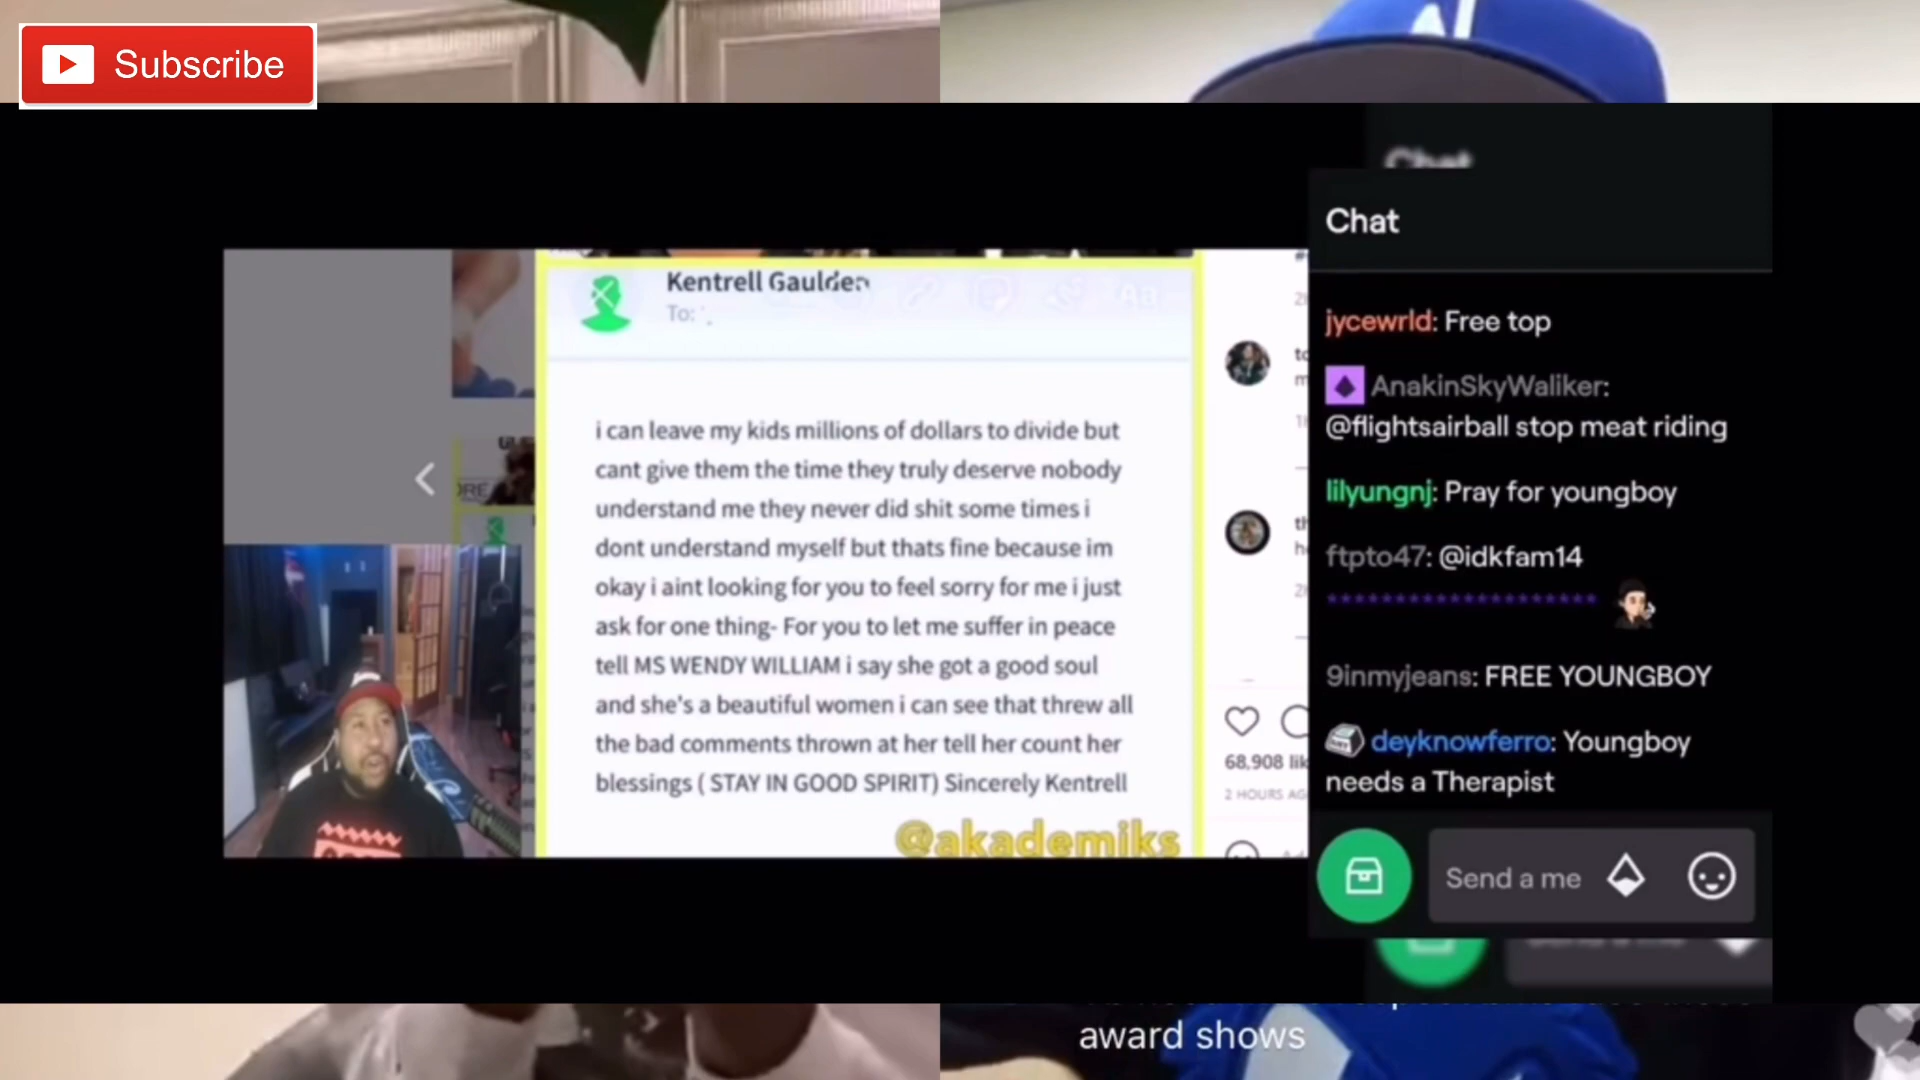 Subscribe
Kentrell Gaulden
To:
i can leave my kids millions of dollars to divide but
cant give them the time they truly deserve nobody
understand me they never did shit some times i
dont understand myself but thats fine because im
okay i aint looking for you to feel sorry for me i just
ask for one thing- For you to let me suffer in peace
tell MS WENDY WILLIAM i say she got a good soul
and she's a beautiful women i can see that threw all
the bad comments thrown at her tell her count her
blessings ( STAY IN GOOD SPIRIT) Sincerely Kentrell
@akademiks
68,908 lik
2 HOURS AG
Chat
Chat
jycewrld: Free top
AnakinSkyWaliker:
@flightsairball stop meat riding
lilyungnj: Pray for youngboy
ftpto47: @idkfam14
********************
9inmyjeans: FREE YOUNGBOY
deyknowferro: Youngboy
needs a Therapist
Send a me
award shows